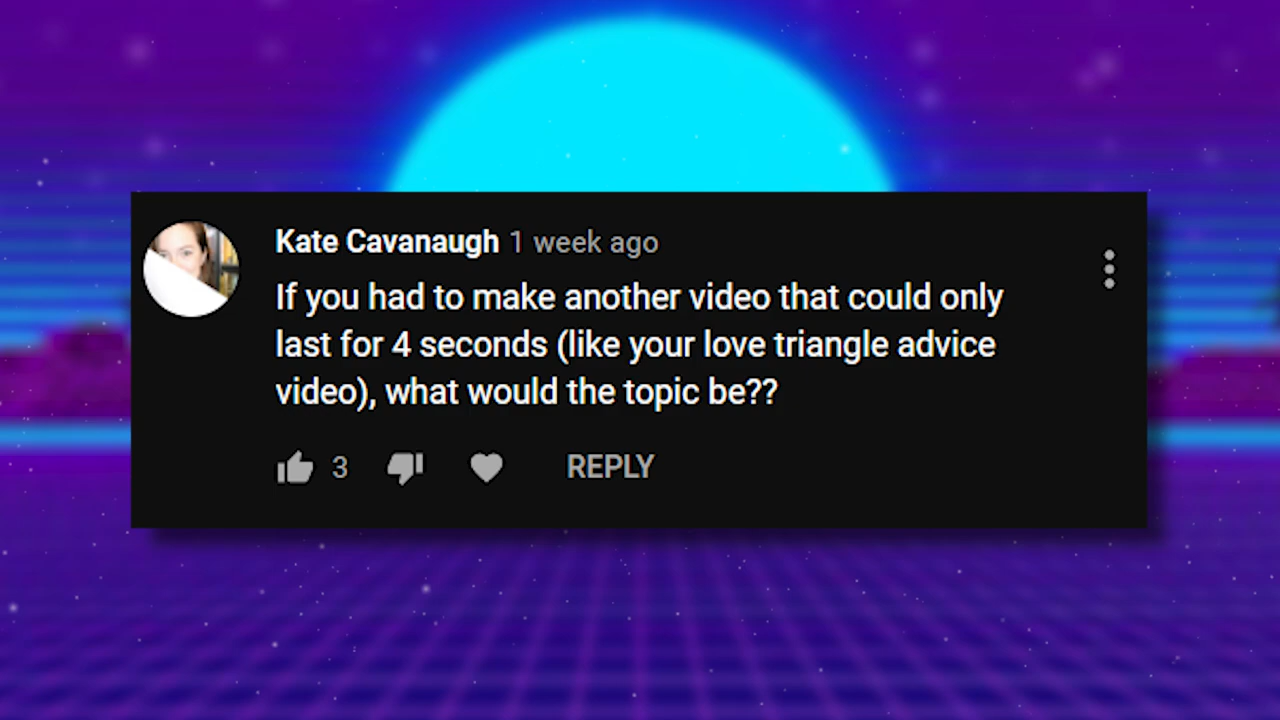 Kate Cavanaugh 1 week ago
If you had to make another video that could only
last for 4 seconds (like your love triangle advice
video), what would the topic be??
3 REPLY